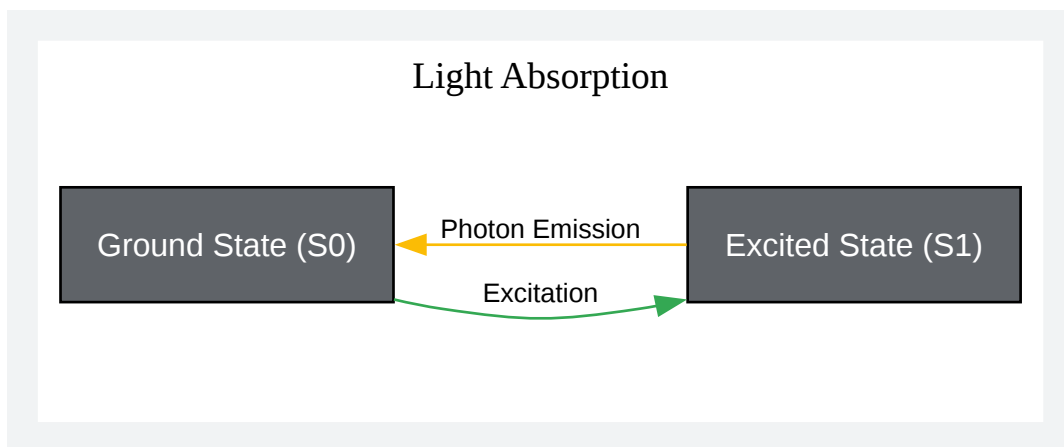 Light Absorption
Ground State (S0)
Photon Emission
Excited State (S1)
Excitation